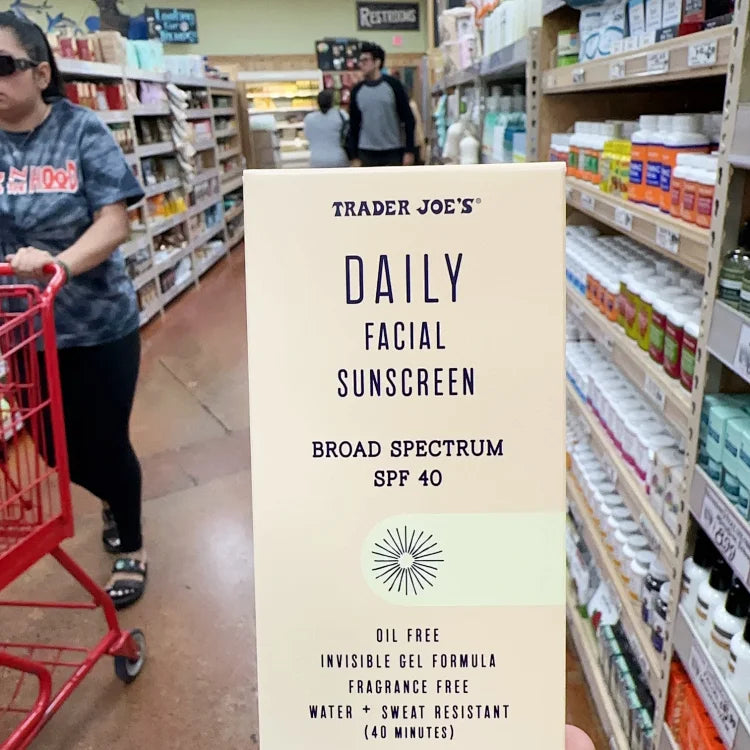 RESTROOMS
HOOD
TRADER JOE'S®
DAILY
FACIAL
SUNSCREEN
BROAD SPECTRUM
SPF 40
OIL FREE
INVISIBLE GEL FORMULA
FRAGRANCE FREE
WATER + SWEAT RESISTANT
(40 MINUTES)